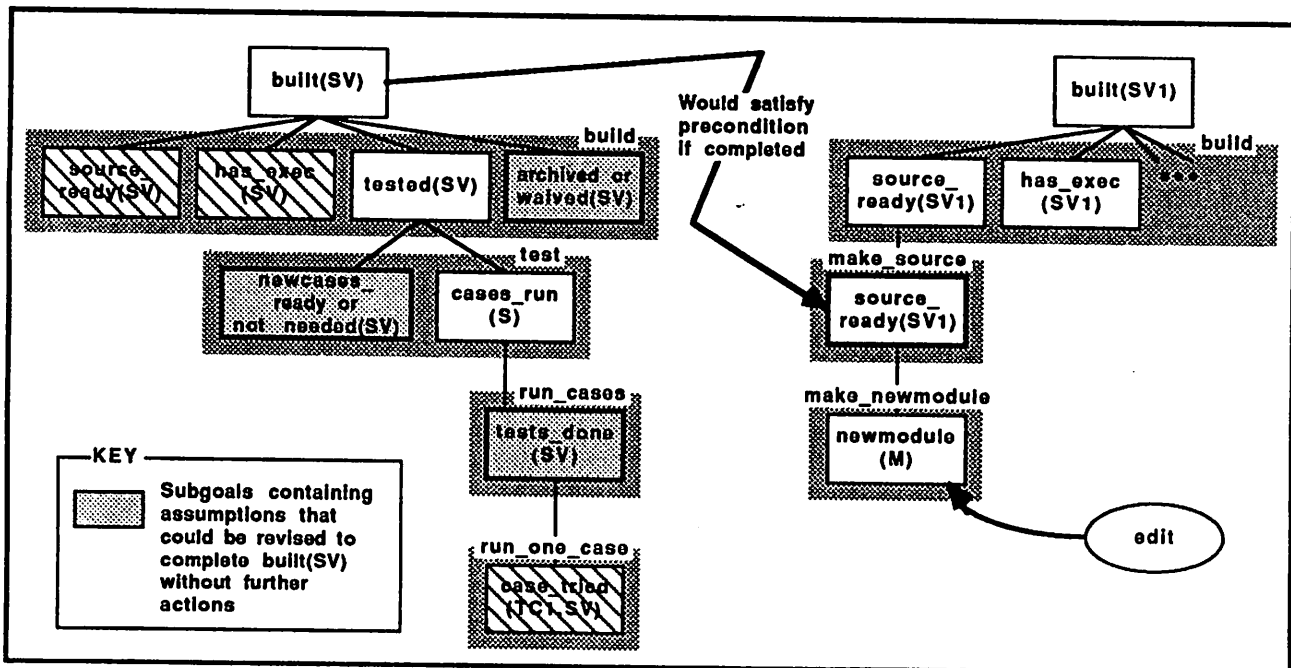 built(SV)
build
source_
ready(SV)
has_exec
(SV)
tested(SV)
archived or
waived(SV)
test
newcases_
ready or
not needed(SV)
cases_run
(S)
run_cases
tests_done
(SV)
run_one_case
case_tried
(TC1,SV)
KEY
Subgoals containing
assumptions that
could be revised to
complete built(SV)
without further
actions
Would satisfy
precondition
if completed
built(SV1)
build
source_
ready(SV1)
has_exec
(SV1)
•••
make_source
source_
ready(SV1)
make_newmodule
newmodule
(M)
edit